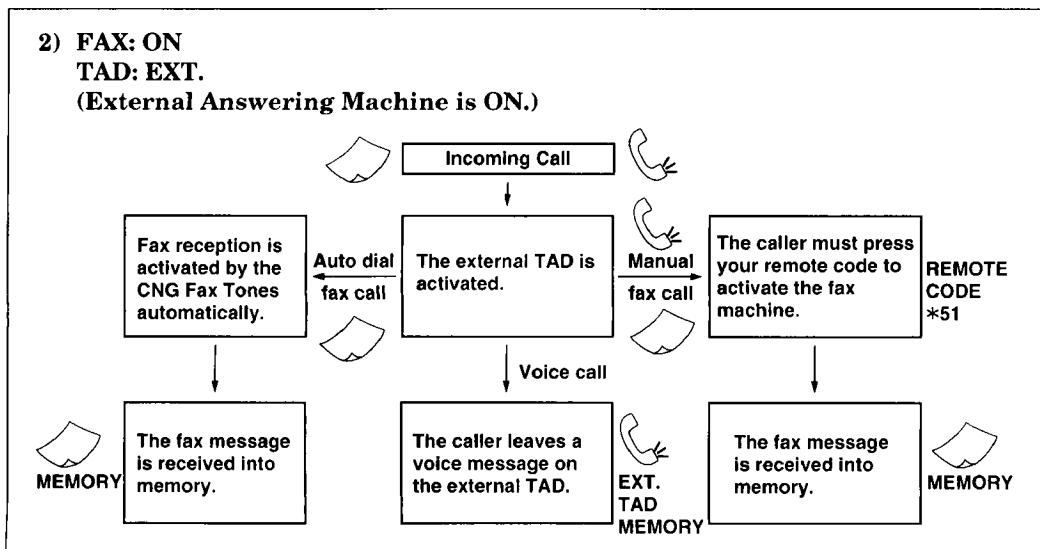 2) FAX: ON
TAD: EXT.
(External Answering Machine is ON.)
Incoming Call
Fax reception is
activated by the
CNG Fax Tones
automatically.
Auto dial
fax call
The external TAD is
activated.
Manual
fax call
The caller must press
your remote code to
activate the fax
machine.
REMOTE
CODE
*51
Voice call
MEMORY
The fax message
is received into
memory.
The caller leaves a
voice message on
the external TAD.
EXT.
TAD
MEMORY
The fax message
is received into
memory.
MEMORY